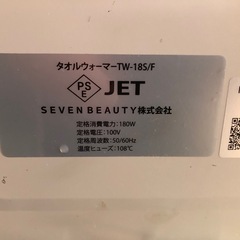 タオルウォーマーTW-18S/F
PS
E
JET
SEVEN BEAUTY株式会社
定格消費電力：180W
定格電圧：100V
定格周波数：50/60Hz
温度ヒューズ：108℃